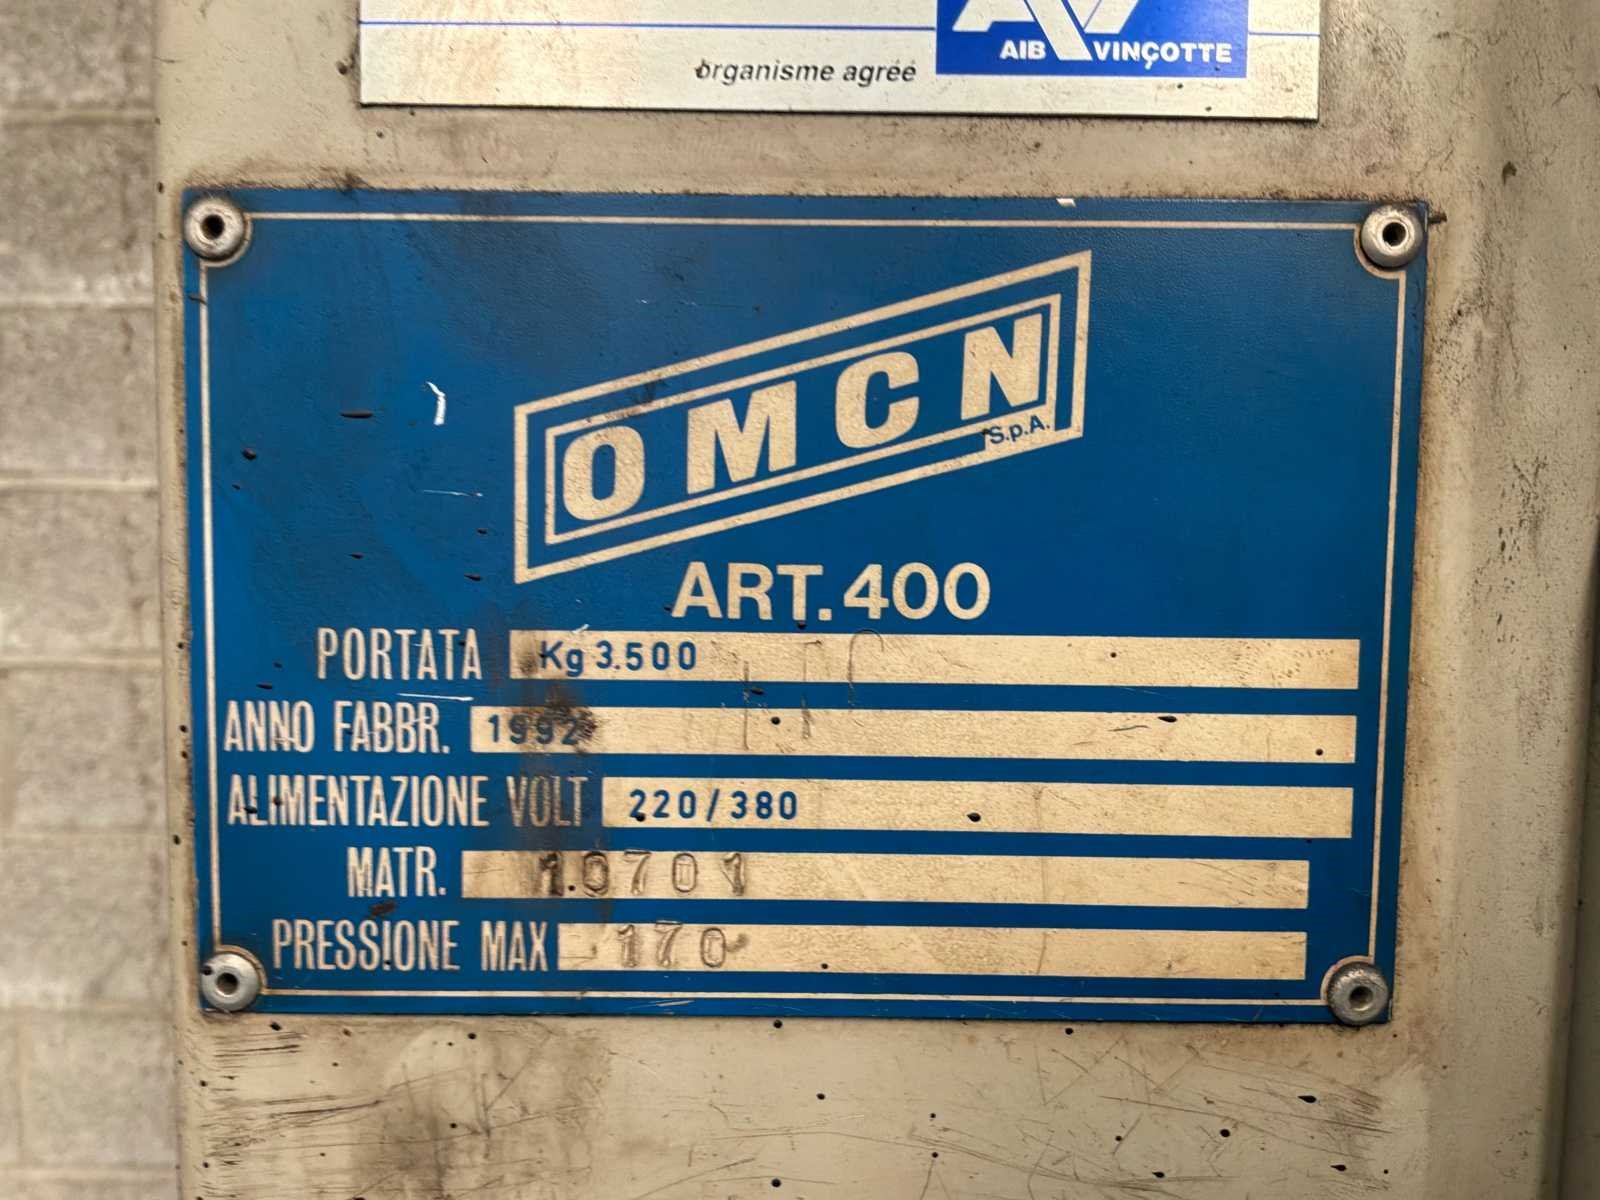 AIB VINÇOTTE
organisme agréé
OMCN
S.p.A.
ART.400
PORTATA Kg 3.500
ANNO FABBR. 1992
ALIMENTAZIONE VOLT 220/380
MATR. 10701
PRESSIONE MAX 170